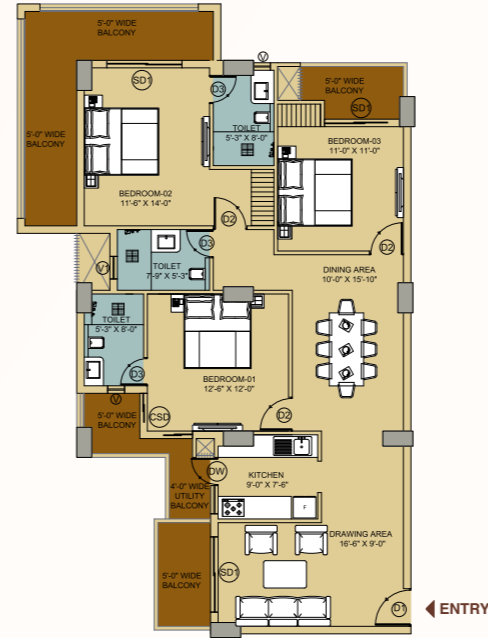 5'-0" WIDE
BALCONY
V
SD1
D3
5'-0" WIDE
BALCONY
SD1
5'-0" WIDE
BALCONY
TOILET
5'-3" X 8'-0"
BEDROOM-03
11'-0" X 11'-0"
BEDROOM-02
11'-6" X 14'-0"
D2
D3
D2
V1
TOILET
7'-9" X 5'-3"
DINING AREA
10'-0" X 15'-10"
TOILET
5'-3" X 8'-0"
D3
BEDROOM-01
12'-6" X 12'-0"
V
5'-0" WIDE
BALCONY
CSD
D2
DW
KITCHEN
9'-0" X 7'-6"
4'-0" WIDE
UTILITY
BALCONY
F
DRAWING AREA
16'-6" X 9'-0"
5'-0" WIDE
BALCONY
SD1
D1
ENTRY